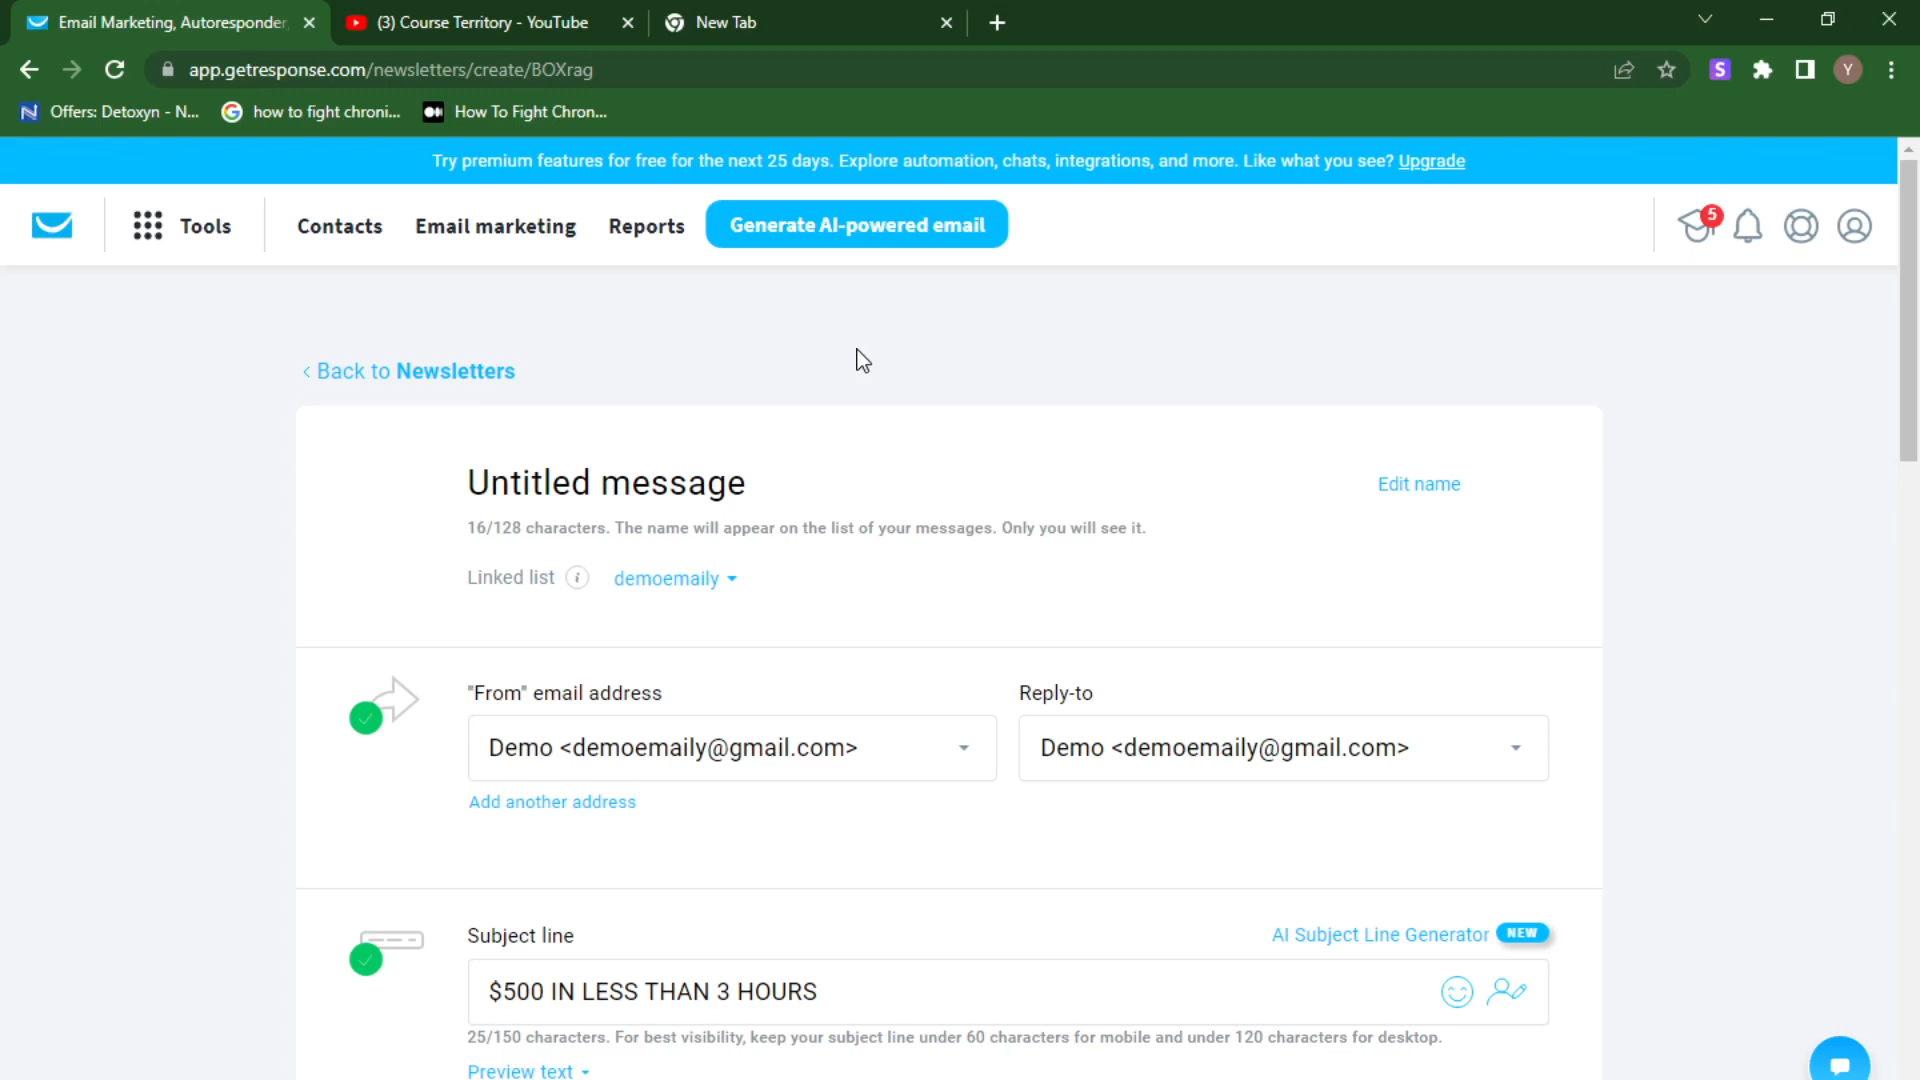 Email Marketing, Autoresponder
(3) Course Territory - YouTube
New Tab
app.getresponse.com/newsletters/create/BOXrag
S
Y
N
Offers: Detoxyn - N...
how to fight chroni...
How To Fight Chron...
Try premium features for free for the next 25 days. Explore automation, chats, integrations, and more. Like what you see? Upgrade
Tools
Contacts
Email marketing
Reports
Generate AI-powered email
5
< Back to Newsletters
Untitled message
Edit name
16/128 characters. The name will appear on the list of your messages. Only you will see it.
Linked list
i
demoemaily
"From" email address
Reply-to
Demo <demoemaily@gmail.com>
Demo <demoemaily@gmail.com>
Add another address
Subject line
AI Subject Line Generator
NEW
$500 IN LESS THAN 3 HOURS
25/150 characters. For best visibility, keep your subject line under 60 characters for mobile and under 120 characters for desktop.
Preview text